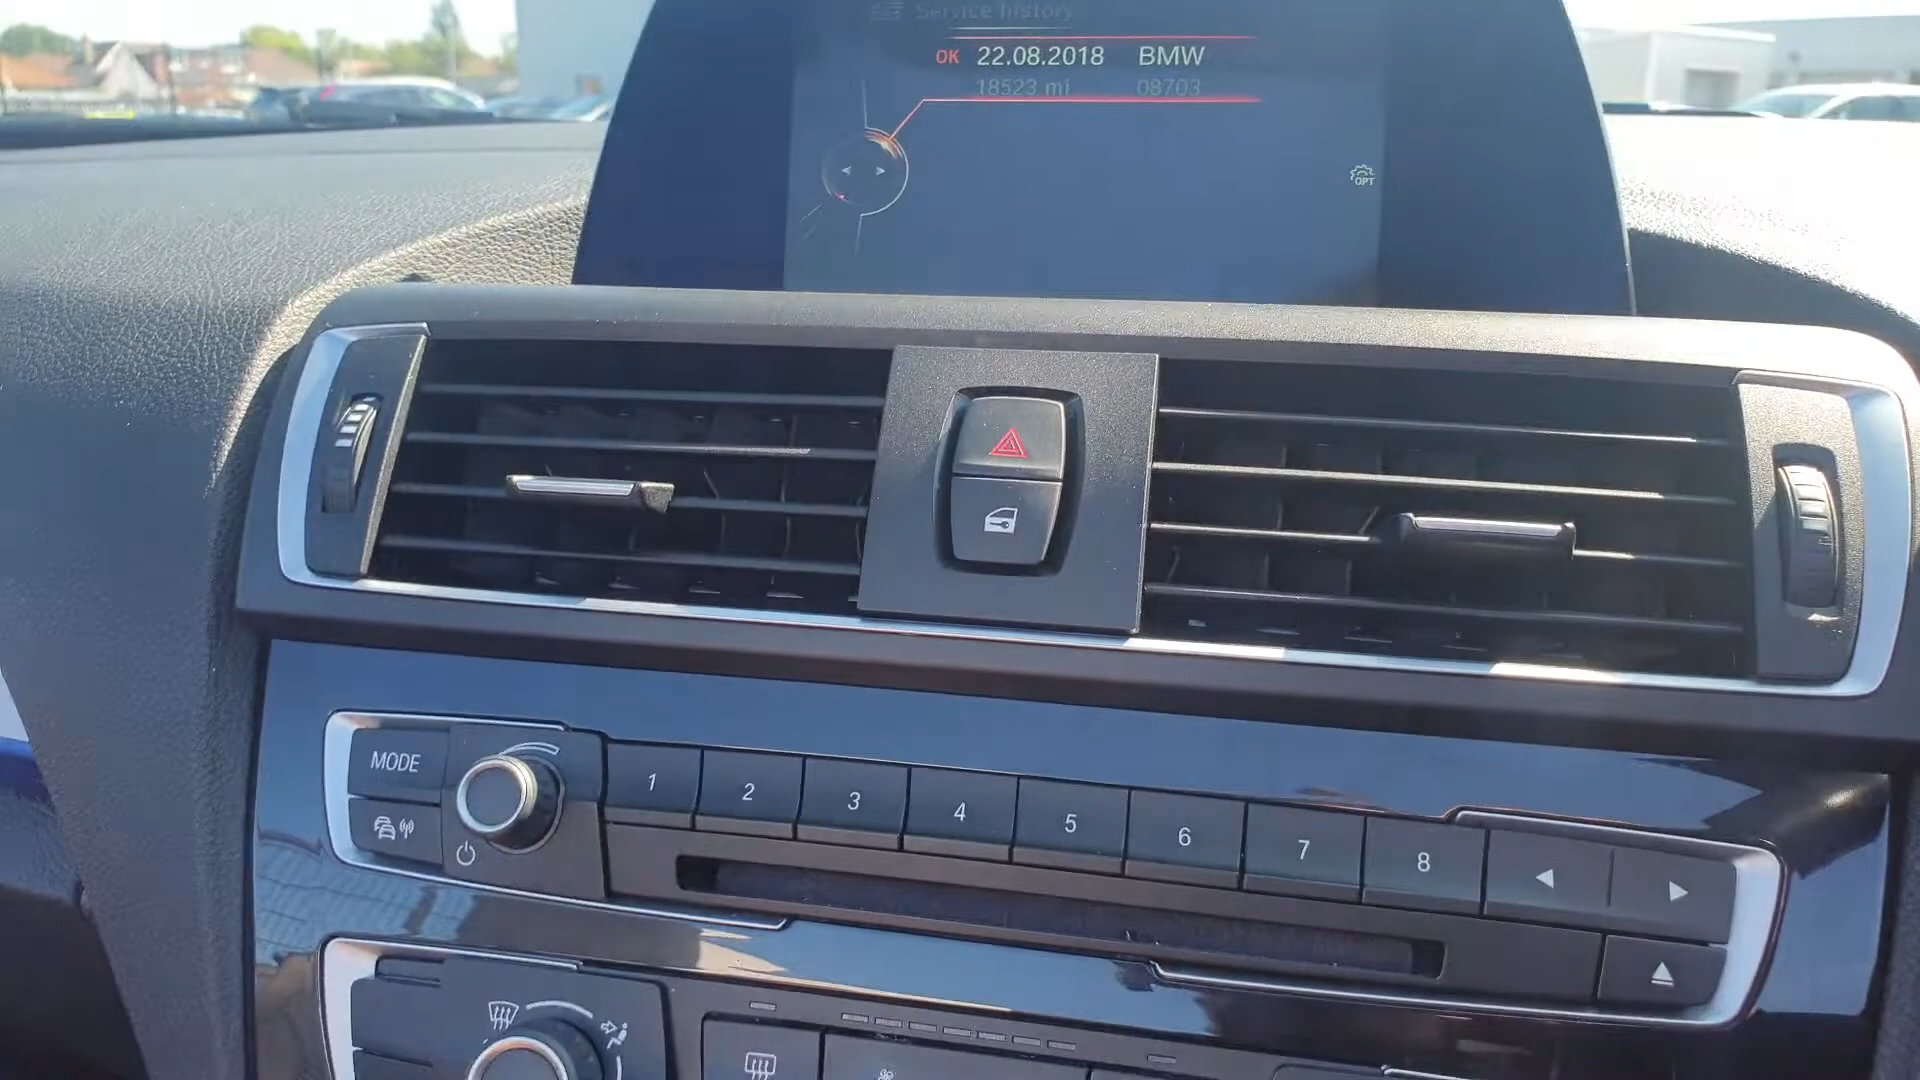 Service history
OK 22.08.2018 BMW
18523 mi 08703
OPT
MODE
1 2 3 4 5 6 7 8